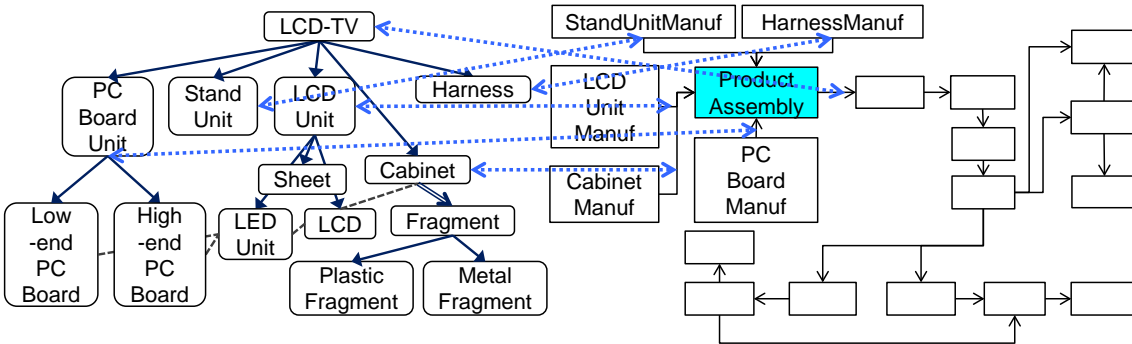 LCD-TV
StandUnitManuf
HarnessManuf
PC
Board
Unit
Stand
Unit
LCD
Unit
Harness
LCD
Unit
Manuf
Product
Assembly
Sheet
Cabinet
Cabinet
Manuf
PC
Board
Manuf
Low
-end
PC
Board
High
-end
PC
Board
LED
Unit
LCD
Fragment
Plastic
Fragment
Metal
Fragment